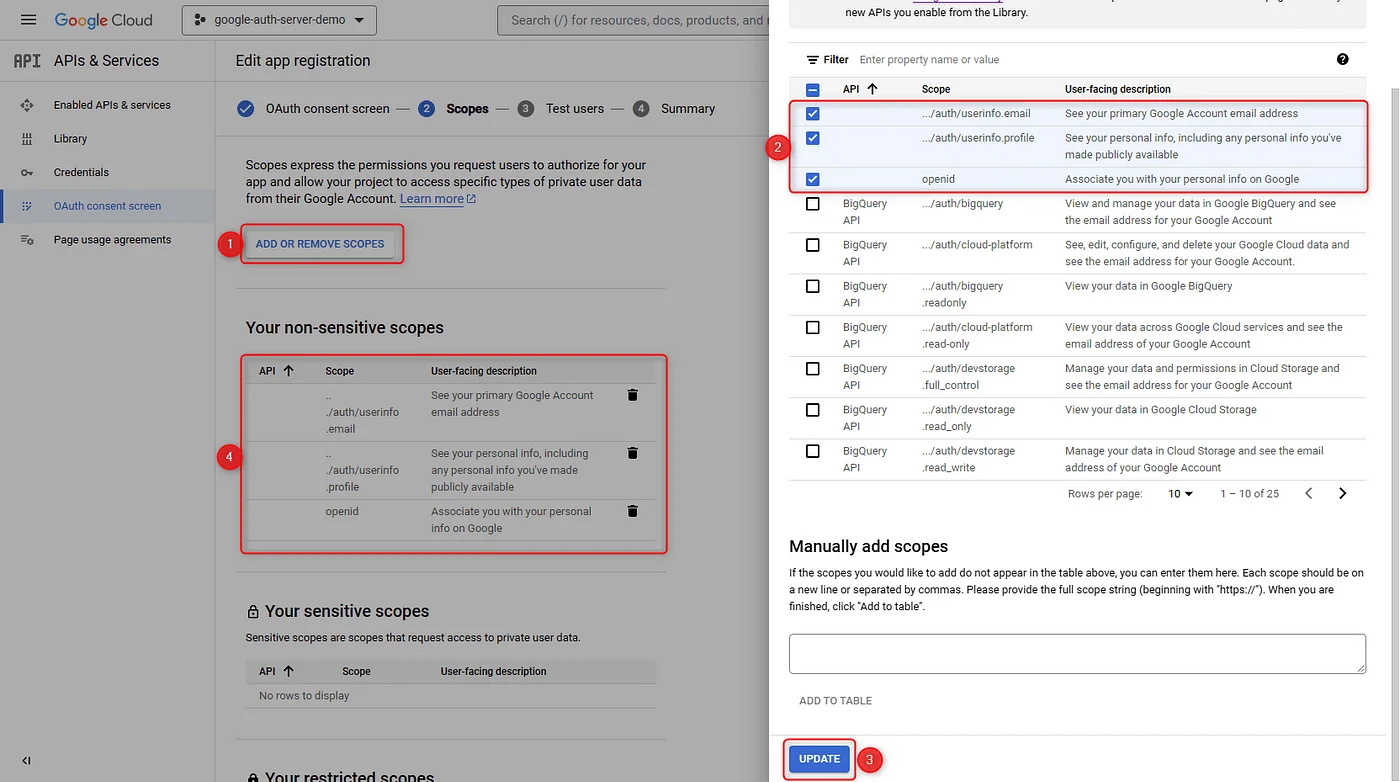 Google Cloud
google-auth-server-demo
Search (/) for resources, docs, products, and
API APIs & Services
Enabled APIs & services
Library
Credentials
OAuth consent screen
Page usage agreements
Edit app registration
OAuth consent screen — 2 Scopes — 3 Test users — 4 Summary
Scopes express the permissions you request users to authorize for your
app and allow your project to access specific types of private user data
from their Google Account. Learn more
1 ADD OR REMOVE SCOPES
Your non-sensitive scopes
API Scope User-facing description
.. See your primary Google Account
./auth/userinfo email address
.email
.. See your personal info, including
./auth/userinfo any personal info you've made
.profile publicly available
openid Associate you with your personal
info on Google
4
Your sensitive scopes
Sensitive scopes are scopes that request access to private user data.
API Scope User-facing description
No rows to display
Your restricted scopes
new APIs you enable from the Library.
Filter Enter property name or value
API Scope User-facing description
.../auth/userinfo.email See your primary Google Account email address
.../auth/userinfo.profile See your personal info, including any personal info you've
made publicly available
2
openid Associate you with your personal info on Google
BigQuery .../auth/bigquery View and manage your data in Google BigQuery and see
API the email address for your Google Account
BigQuery .../auth/cloud-platform See, edit, configure, and delete your Google Cloud data and
API see the email address for your Google Account.
BigQuery .../auth/bigquery View your data in Google BigQuery
API .readonly
BigQuery .../auth/cloud-platform View your data across Google Cloud services and see the
API .read-only email address of your Google Account
BigQuery .../auth/devstorage Manage your data and permissions in Cloud Storage and
API .full_control see the email address for your Google Account
BigQuery .../auth/devstorage View your data in Google Cloud Storage
API .read_only
BigQuery .../auth/devstorage Manage your data in Cloud Storage and see the email
API .read_write address of your Google Account
Rows per page: 10 1 – 10 of 25
Manually add scopes
If the scopes you would like to add do not appear in the table above, you can enter them here. Each scope should be on
a new line or separated by commas. Please provide the full scope string (beginning with "https://"). When you are
finished, click "Add to table".
ADD TO TABLE
UPDATE 3